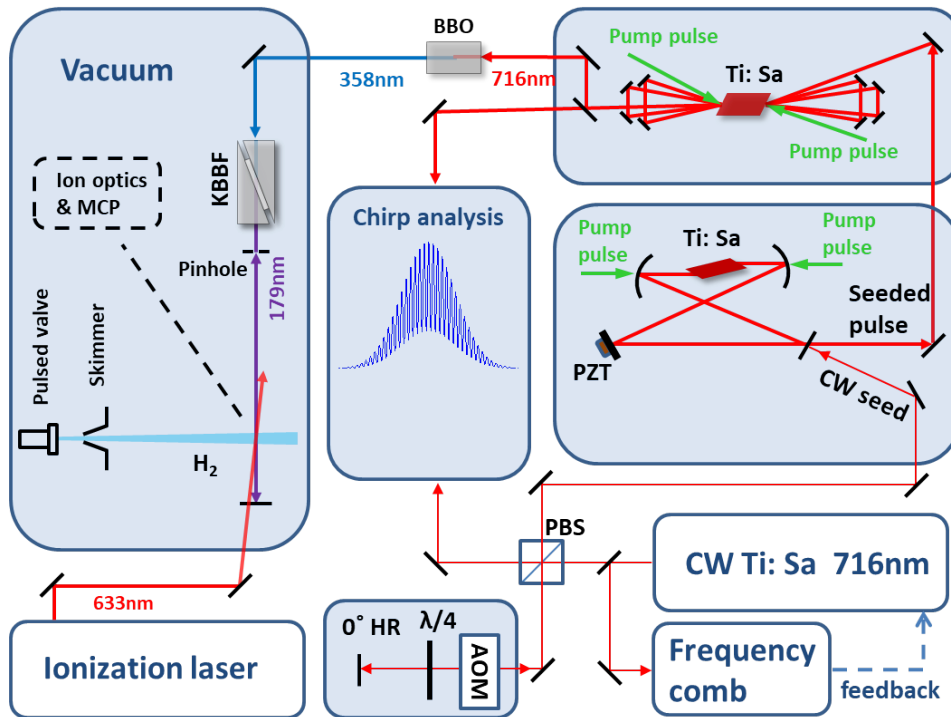 Vacuum
BBO
358nm
716nm
Pump pulse
Ti: Sa
Pump pulse
Ion optics
& MCP
KBBF
Pinhole
179nm
Pulsed valve
Skimmer
H₂
Chirp analysis
Pump
pulse
Ti: Sa
Pump
pulse
Seeded
pulse
PZT
CW seed
PBS
CW Ti: Sa 716nm
633nm
Ionization laser
0° HR
λ/4
AOM
Frequency
comb
feedback